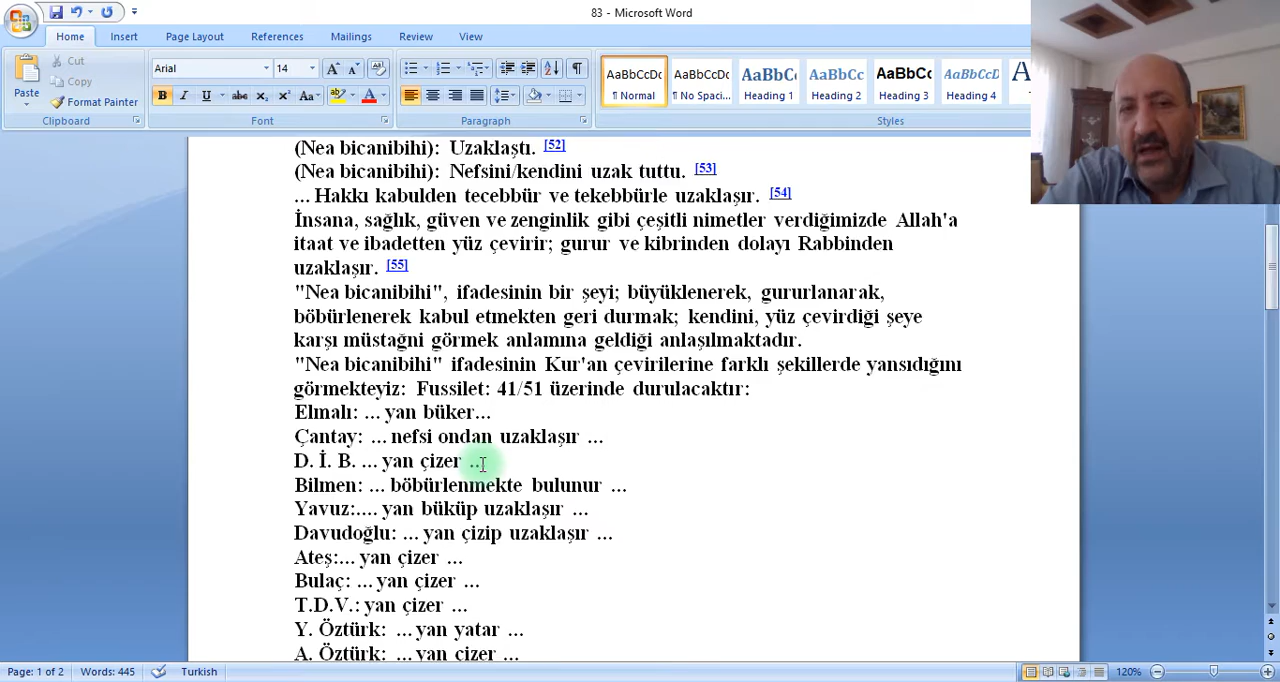 83 - Microsoft Word
Home Insert Page Layout References Mailings Review View
Paste
Cut
Copy
Format Painter
Clipboard
Arial 14
B I U abe X₂ X² Aa
Font
Paragraph
AaBbCcDc AaBbCcDc AaBbC AaBbCc AaBbCc AaBbCcD A
¶ Normal ¶ No Spaci... Heading 1 Heading 2 Heading 3 Heading 4
Styles
(Nea bicanibihi): Uzaklaştı. [52]
(Nea bicanibihi): Nefsini/kendini uzak tuttu. [53]
... Hakkı kabulden tecebbür ve tekebbürle uzaklaşır. [54]
İnsana, sağlık, güven ve zenginlik gibi çeşitli nimetler verdiğimizde Allah'a
itaat ve ibadetten yüz çevirir; gurur ve kibrinden dolayı Rabbinden
uzaklaşır. [55]
"Nea bicanibihi", ifadesinin bir şeyi; büyüklenerek, gururlanarak,
böbürlenerek kabul etmekten geri durmak; kendini, yüz çevirdiği şeye
karşı müstağni görmek anlamına geldiği anlaşılmaktadır.
"Nea bicanibihi" ifadesinin Kur'an çevirilerine farklı şekillerde yansıdığını
görmekteyiz: Fussilet: 41/51 üzerinde durulacaktır:
Elmalı: ... yan büker...
Çantay: ... nefsi ondan uzaklaşır ...
D. İ. B. ... yan çizer ...
Bilmen: ... böbürlenmekte bulunur ...
Yavuz:.... yan büküp uzaklaşır ...
Davudoğlu: ... yan çizip uzaklaşır ...
Ateş:... yan çizer ...
Bulaç: ... yan çizer ...
T.D.V.: yan çizer ...
Y. Öztürk: ... yan yatar ...
A. Öztürk: ... yan çizer ...
Page: 1 of 2 Words: 445 Turkish 120%